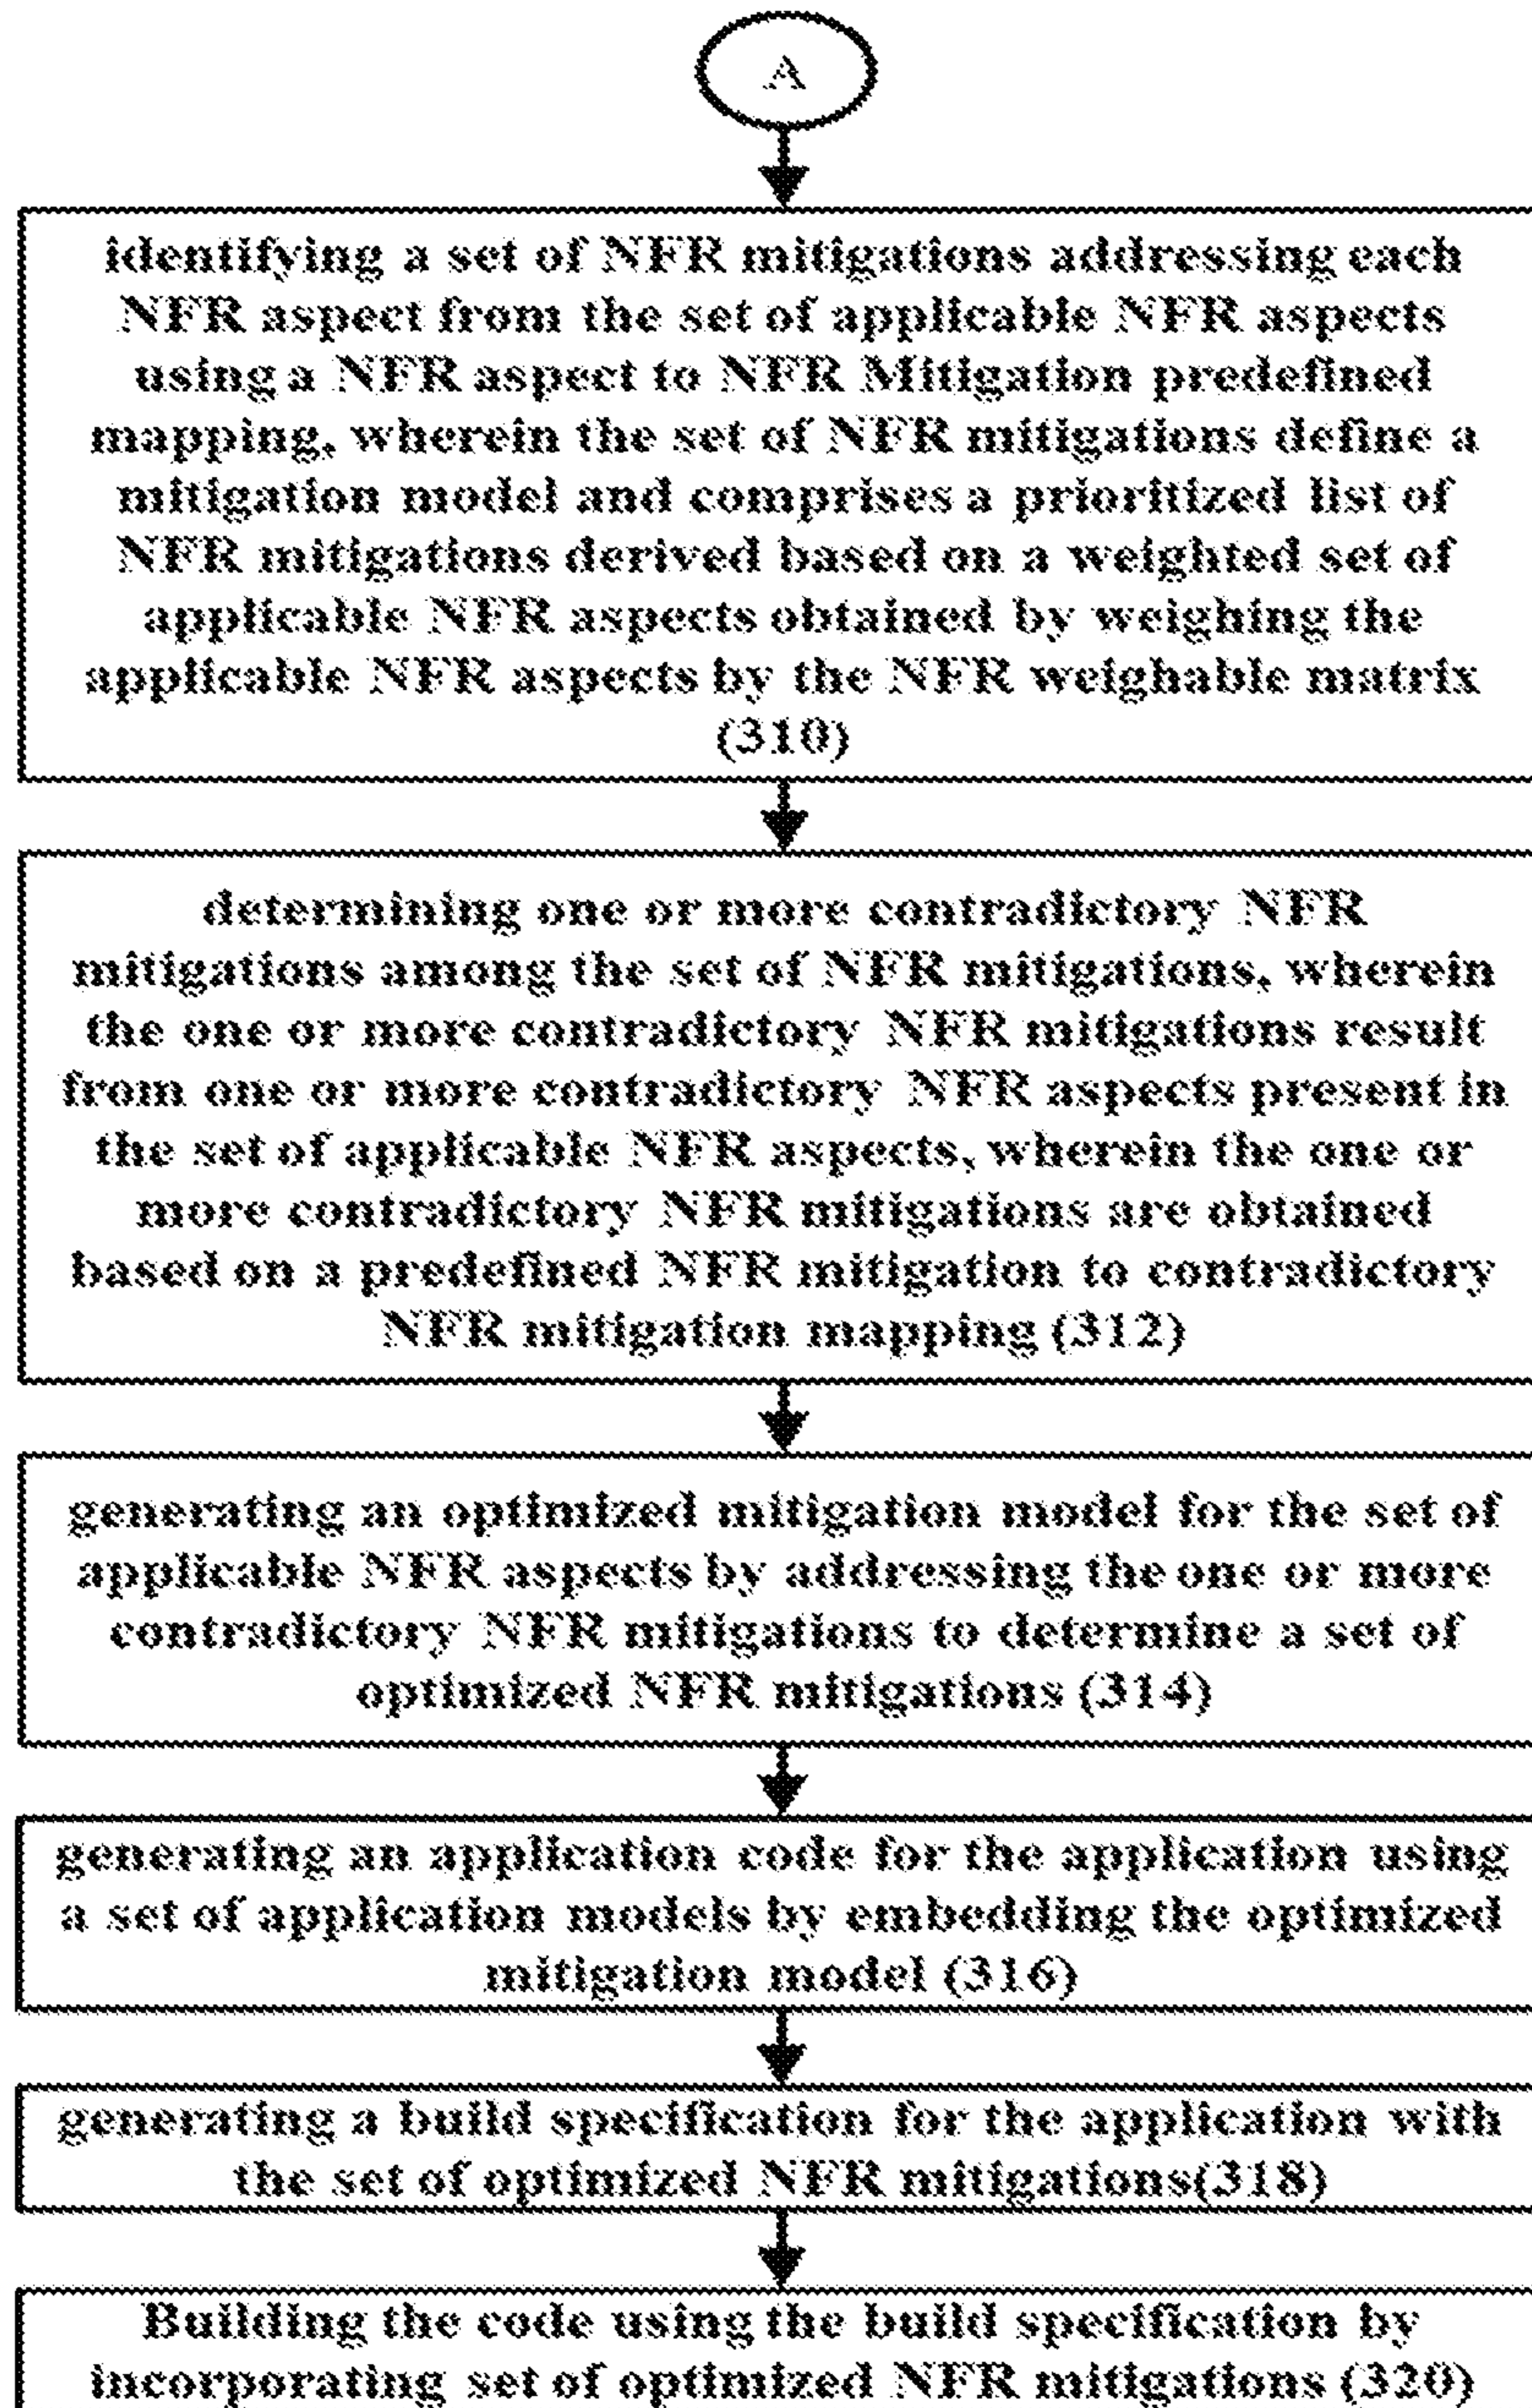 A
identifying a set of NFR mitigations addressing each
NFR aspect from the set of applicable NFR aspects
using a NFR aspect to NFR Mitigation predefined
mapping, wherein the set of NFR mitigations define a
mitigation model and comprises a prioritized list of
NFR mitigations derived based on a weighted set of
applicable NFR aspects obtained by weighing the
applicable NFR aspects by the NFR weighable matrix
(310)
determining one or more contradictory NFR
mitigations among the set of NFR mitigations, wherein
the one or more contradictory NFR mitigations result
from one or more contradictory NFR aspects present in
the set of applicable NFR aspects, wherein the one or
more contradictory NFR mitigations are obtained
based on a predefined NFR mitigation to contradictory
NFR mitigation mapping (312)
generating an optimized mitigation model for the set of
applicable NFR aspects by addressing the one or more
contradictory NFR mitigations to determine a set of
optimized NFR mitigations (314)
generating an application code for the application using
a set of application models by embedding the optimized
mitigation model (316)
generating a build specification for the application with
the set of optimized NFR mitigations(318)
Building the code using the build specification by
incorporating set of optimized NFR mitigations (320)